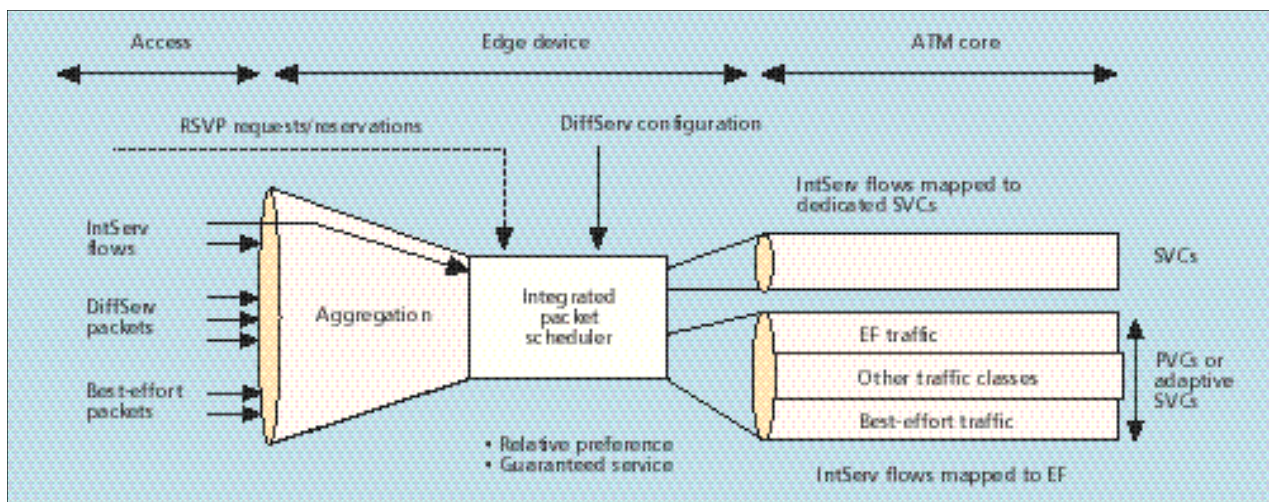 Access
Edge device
ATM core
RSVP requests/reservations
DiffServ configuration
IntServ flows mapped to
dedicated SVCs
IntServ
flows
SVCs
DiffServ
packets
Aggregation
Integrated
packet
scheduler
EF traffic
Other traffic classes
Best-effort traffic
PVCs or
adaptive
SVCs
Best-effort
packets
• Relative preference
• Guaranteed service
IntServ flows mapped to EF